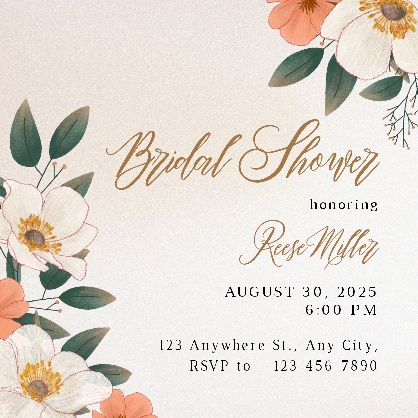 Bridal Shower
honoring
Reese Miller
AUGUST 30, 2025
6:00 PM
123 Anywhere St., Any City,
RSVP to 123 456 7890